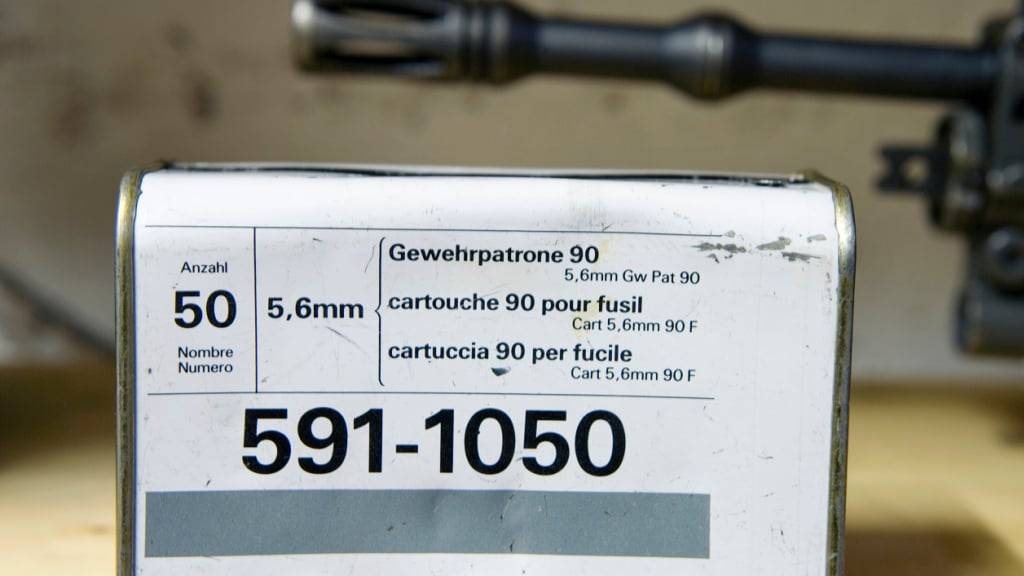 Anzahl
50
Nombre
Numero
5,6mm
Gewehrpatrone 90
5,6mm Gw Pat 90
cartouche 90 pour fusil
Cart 5,6mm 90 F
cartuccia 90 per fucile
Cart 5,6mm 90 F
591-1050